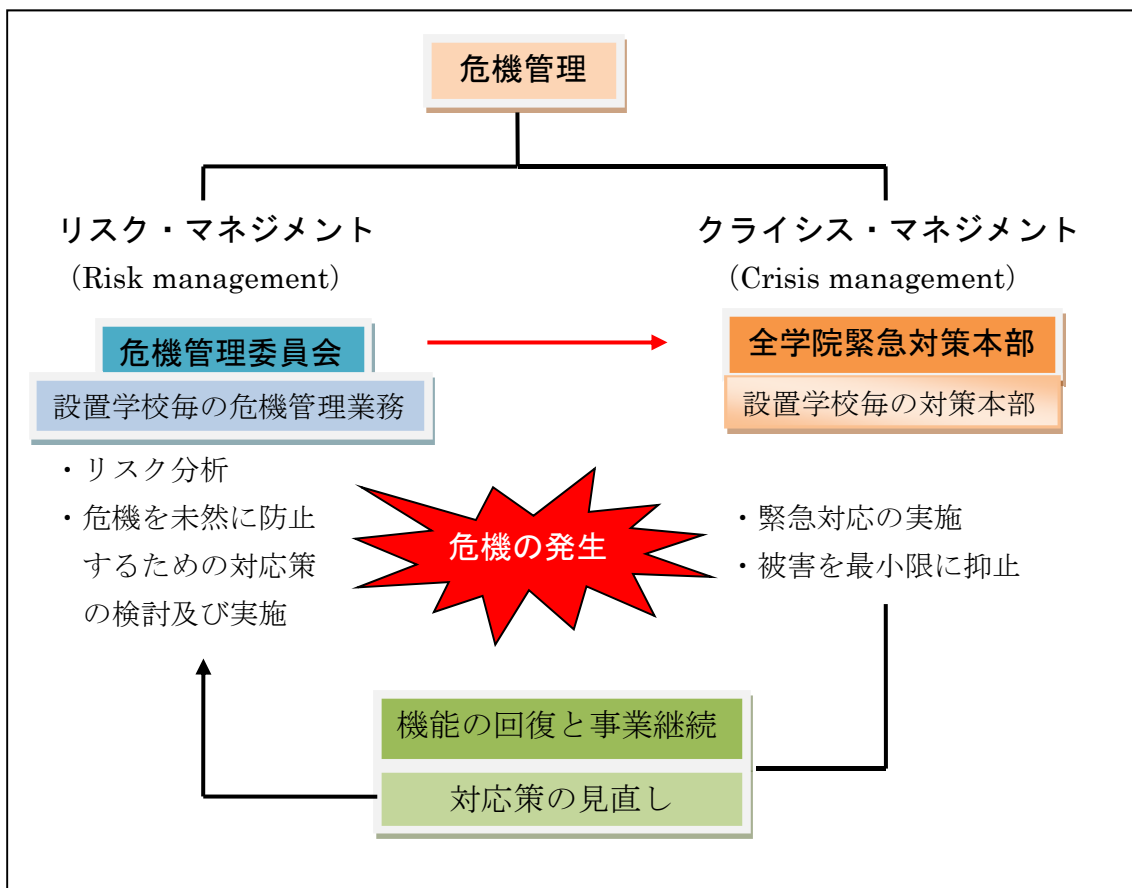 危機管理
リスク・マネジメント
（Risk management）
クライシス・マネジメント
（Crisis management）
危機管理委員会
設置学校毎の危機管理業務
全学院緊急対策本部
設置学校毎の対策本部
・リスク分析
・危機を未然に防止
するための対応策
の検討及び実施
危機の発生
・緊急対応の実施
・被害を最小限に抑止
機能の回復と事業継続
対応策の見直し